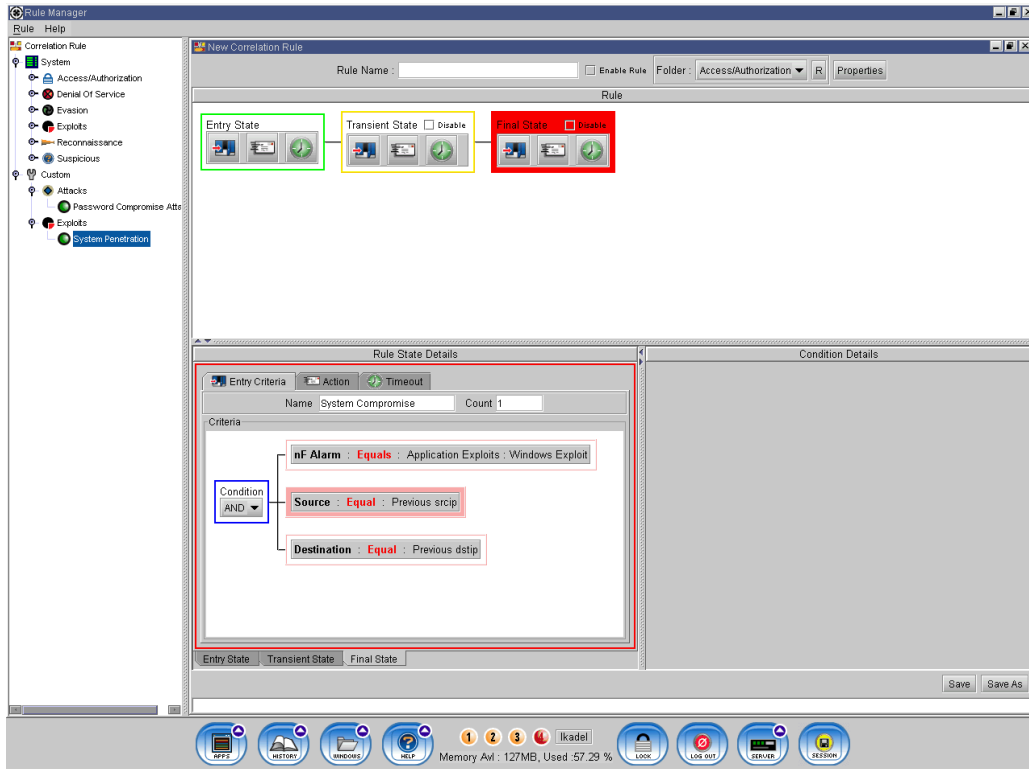 Rule Manager
Rule Help
Correlation Rule
System
Access/Authorization
Denial Of Service
Evasion
Exploits
Reconnaissance
Suspicious
Custom
Attacks
Password Compromise Atta
Exploits
System Penetration
New Correlation Rule
Rule Name : Enable Rule Folder : Access/Authorization R Properties
Rule
Entry State
Transient State Disable
Final State Disable
Rule State Details
Entry Criteria Action Timeout
Name System Compromise Count 1
Criteria
nF Alarm : Equals : Application Exploits : Windows Exploit
Condition
AND
Source : Equal : Previous srcip
Destination : Equal : Previous dstip
Entry State Transient State Final State
Condition Details
Save Save As
APPS HISTORY WINDOWS HELP
1 2 3 4 lkadel
Memory Avl : 127MB, Used :57.29 %
LOCK LOG OUT SERVER SESSION